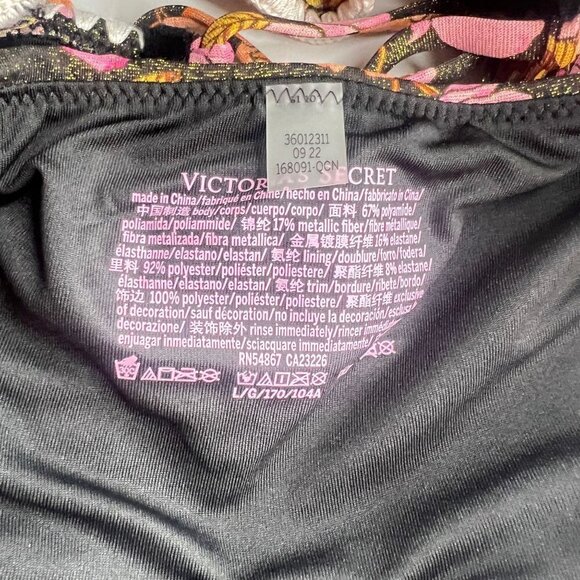 36012311
09 22
168091-QCN
VICTOR 'S SECRET
made in China/fabriqué en Chine/hecho en China/fabbricato in Cina/
中国制造 body/corps/cuerpo/corpo/ 面料 67% polyamide/
poliamida/polyamide/poliammide/ 锦纶 17% metallic fiber/fibre métallique/
fibra metalizada/fibra metallica/ 金属镀膜纤维 16% elastane/
élasthanne/elastano/elastan/ 氨纶 lining/doublure/forro/fodera/
里料 92% polyester/poliéster/poliestere/ 聚酯纤维 8% elastane/
élasthanne/elastano/elastan/ 氨纶 trim/bordure/ribete/bordo/
饰边 100% polyester/poliéster/poliestere/ 聚酯纤维 exclusive
of decoration/sauf décoration/no incluye la decoración/esclusa
decorazione/ 装饰除外 rinse immediately/rincer immédiatement/
enjuagar inmediatamente/sciacquare immediatamente/
RN54867 CA23226
L/G/170/104A